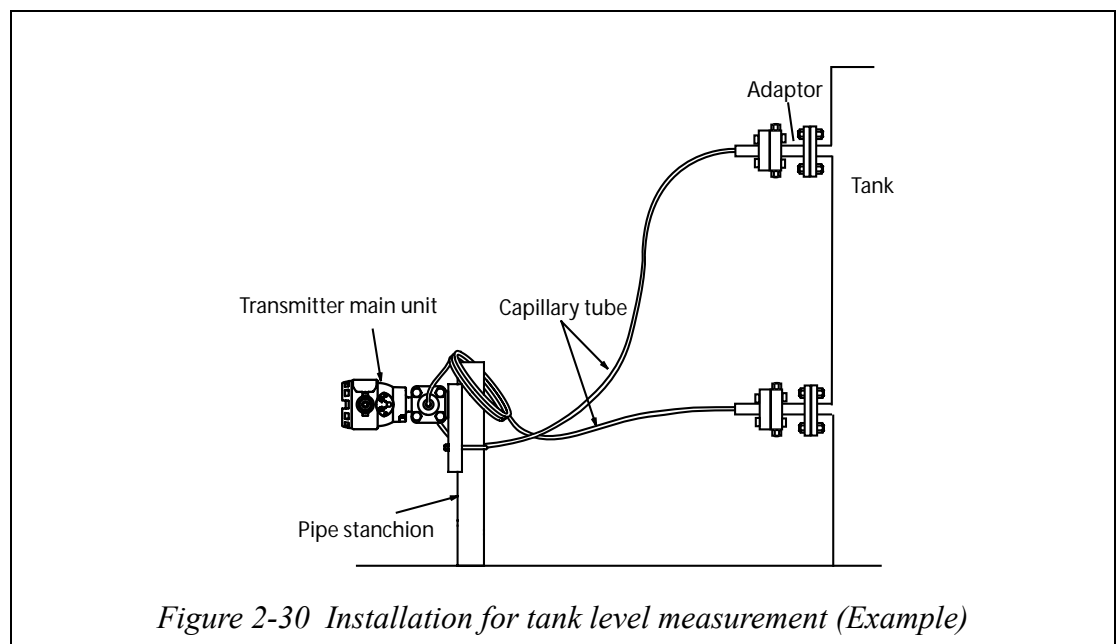 Adaptor
Tank
Transmitter main unit
Capillary tube
Pipe stanchion
Figure 2-30 Installation for tank level measurement (Example)